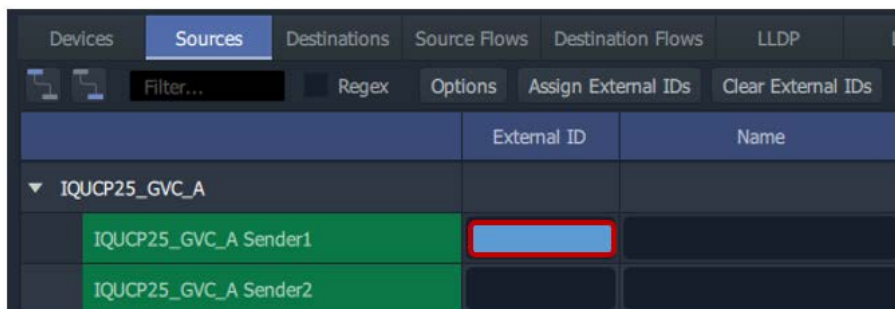 Devices Sources Destinations Source Flows Destination Flows LLDP
Filter... Regex Options Assign External IDs Clear External IDs
External ID Name
IQUCP25_GVC_A
IQUCP25_GVC_A Sender1
IQUCP25_GVC_A Sender2